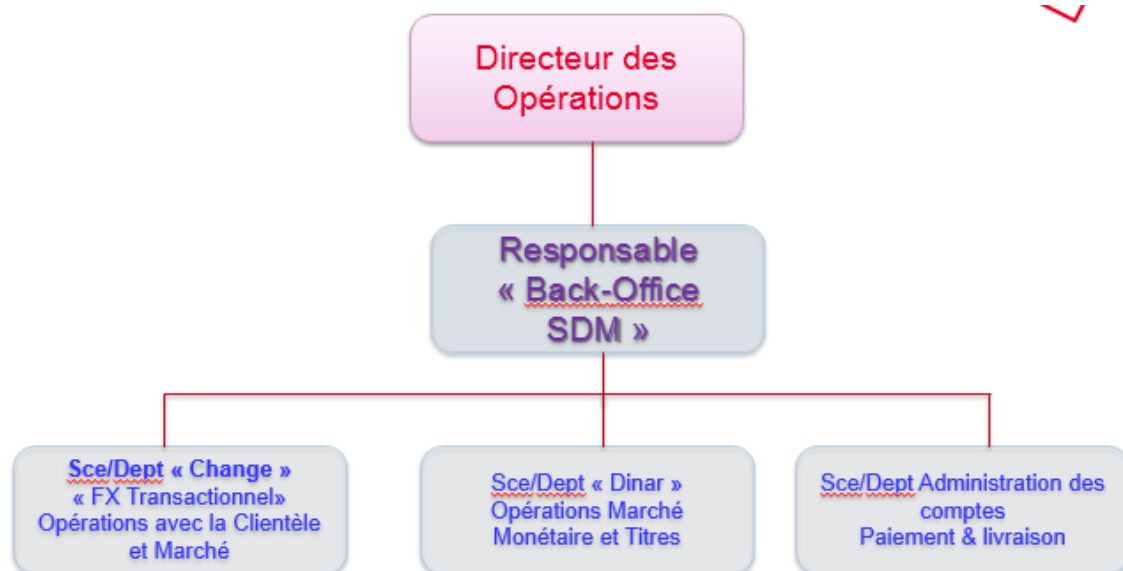 Directeur des
Opérations
Responsable
« Back-Office
SDM »
Sce/Dept « Change »
« FX Transactionnel»
Opérations avec la Clientèle
et Marché
Sce/Dept « Dinar »
Opérations Marché
Monétaire et Titres
Sce/Dept Administration des
comptes
Paiement & livraison